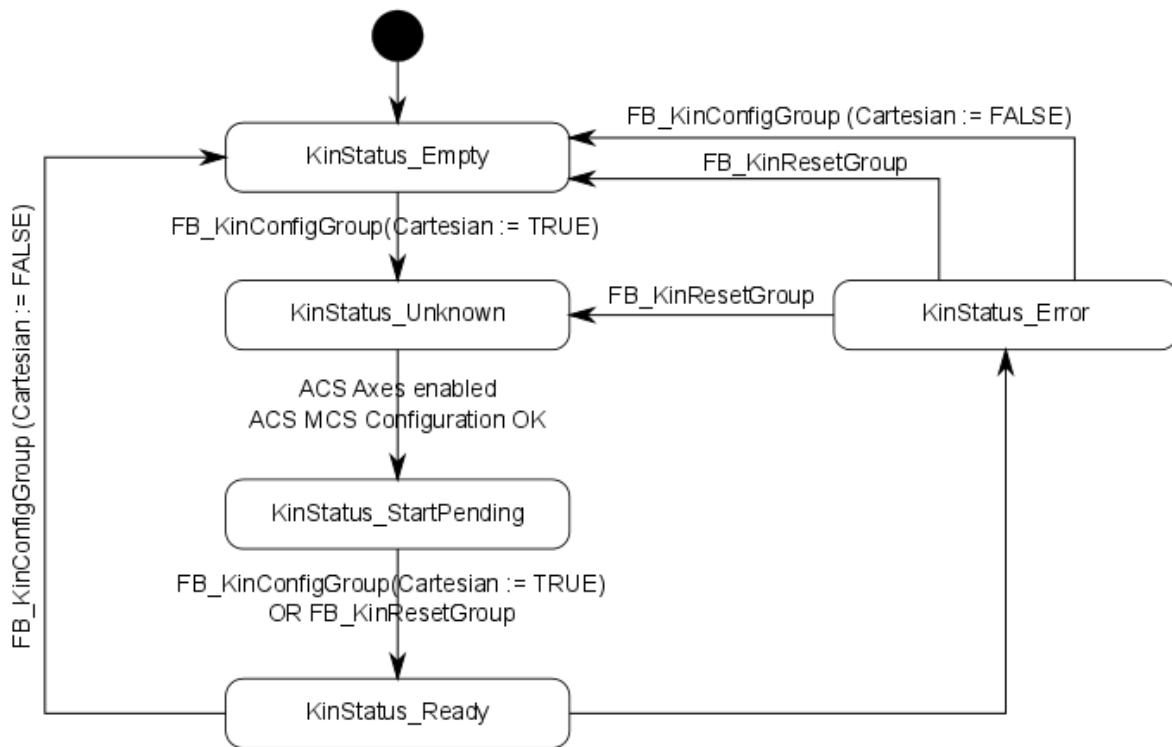 FB_KinConfigGroup (Cartesian := FALSE)
KinStatus_Empty
FB_KinResetGroup
FB_KinConfigGroup(Cartesian := TRUE)
FB_KinConfigGroup (Cartesian := FALSE)
KinStatus_Unknown
FB_KinResetGroup
KinStatus_Error
ACS Axes enabled
ACS MCS Configuration OK
KinStatus_StartPending
FB_KinConfigGroup(Cartesian := TRUE)
OR FB_KinResetGroup
KinStatus_Ready